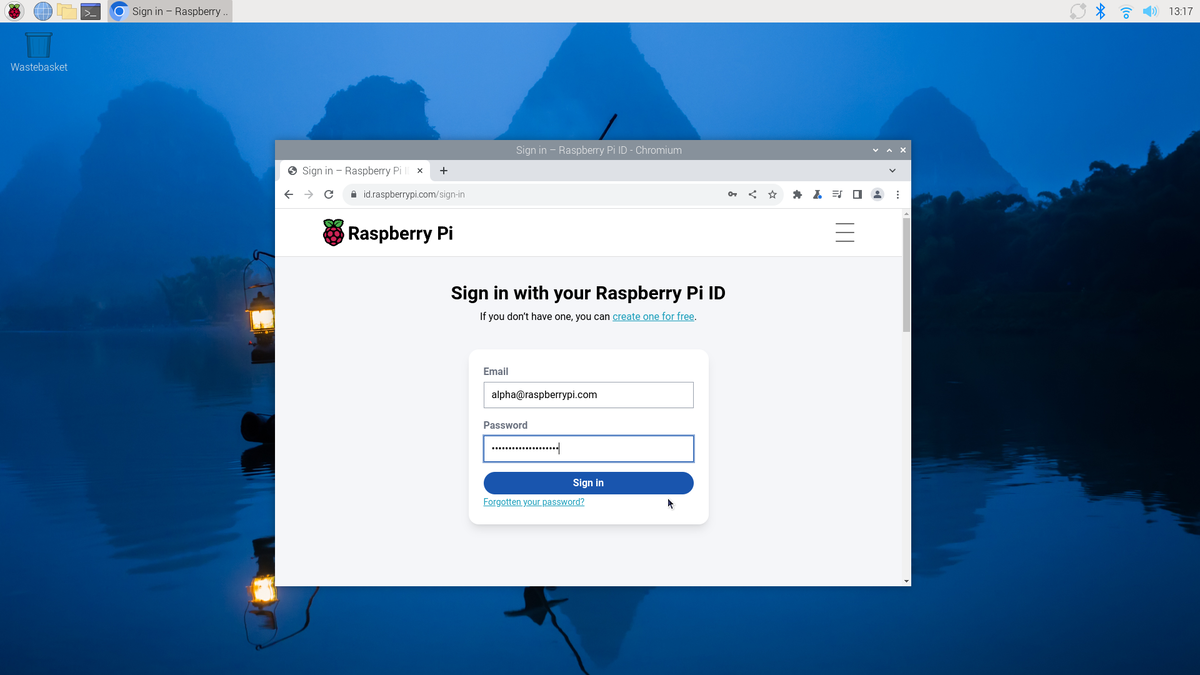 Sign in – Raspberry ..
13:17
Wastebasket
Sign in – Raspberry Pi ID - Chromium
Sign in – Raspberry Pi
id.raspberrypi.com/sign-in
Raspberry Pi
Sign in with your Raspberry Pi ID
If you don't have one, you can create one for free.
Email
alpha@raspberrypi.com
Password
••••••••••••••••••••
Sign in
Forgotten your password?